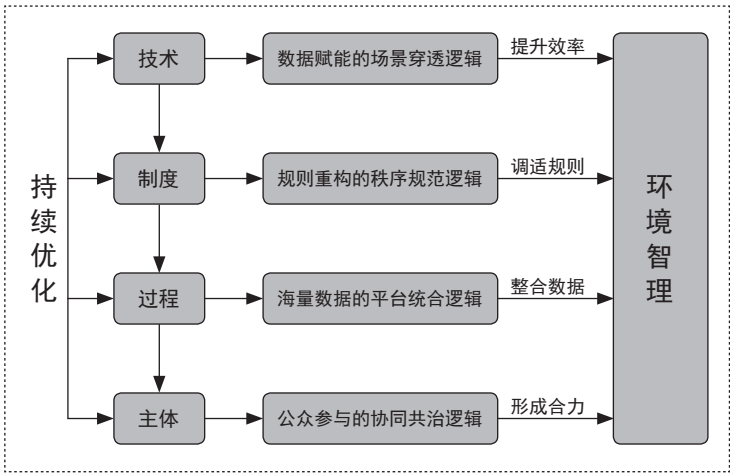 持续优化
技术
数据赋能的场景穿透逻辑
提升效率
制度
规则重构的秩序规范逻辑
调适规则
过程
海量数据的平台统合逻辑
整合数据
主体
公众参与的协同共治逻辑
形成合力
环境智理